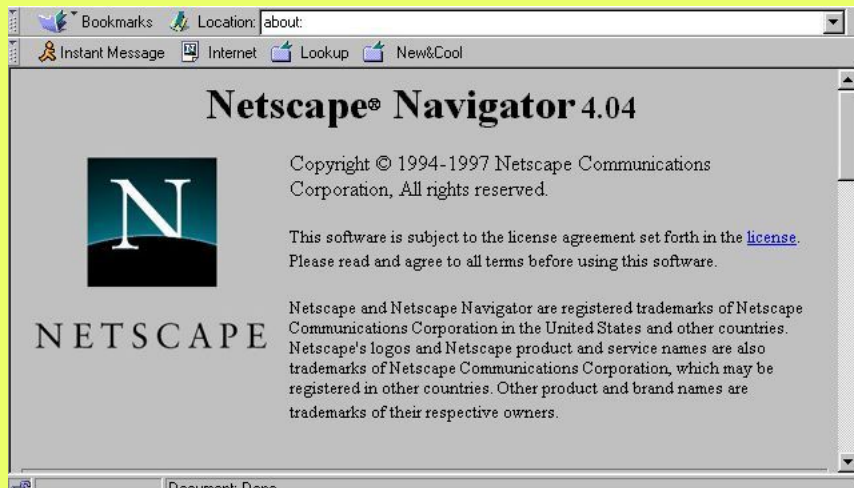 Bookmarks Location: about:
Instant Message Internet Lookup New&Cool
Netscape® Navigator 4.04
N
NETSCAPE
Copyright © 1994-1997 Netscape Communications
Corporation, All rights reserved.
This software is subject to the license agreement set forth in the license.
Please read and agree to all terms before using this software.
Netscape and Netscape Navigator are registered trademarks of Netscape
Communications Corporation in the United States and other countries.
Netscape's logos and Netscape product and service names are also
trademarks of Netscape Communications Corporation, which may be
registered in other countries. Other product and brand names are
trademarks of their respective owners.
Document: Done